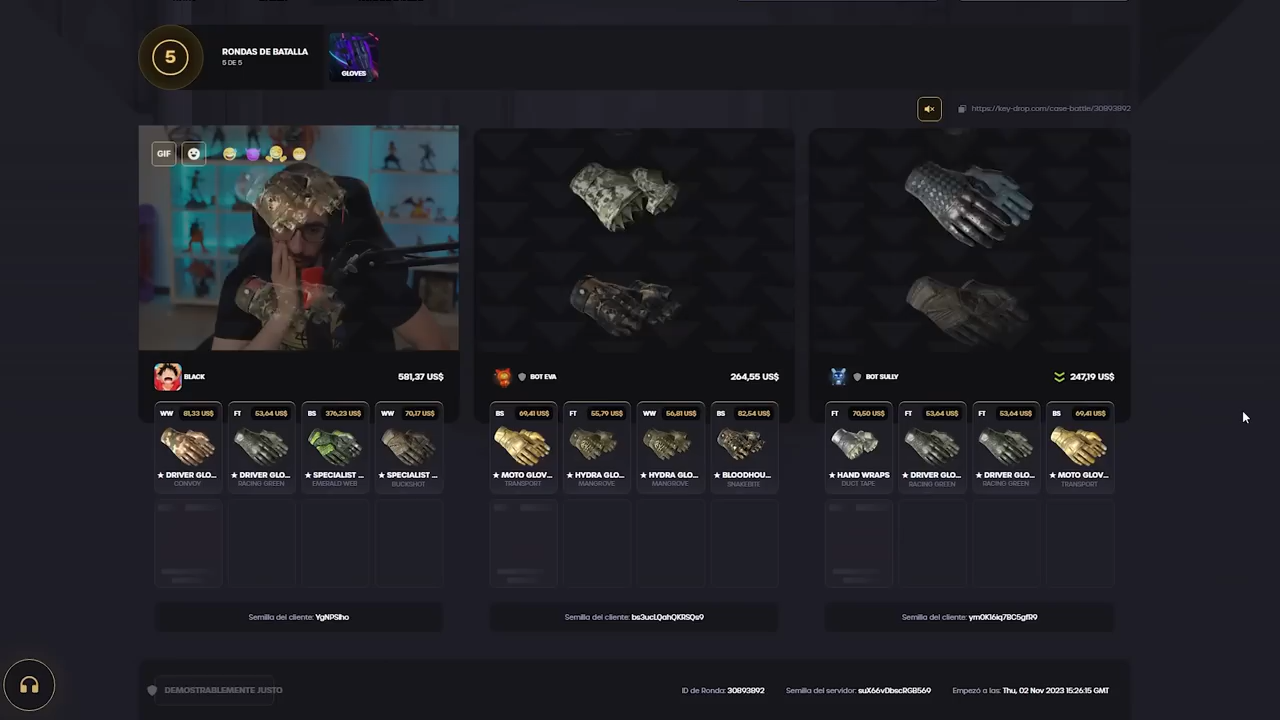 5
RONDAS DE BATALLA
5 DE 5
GLOVES
https://key-drop.com/case-battle/30893892
GIF
BLACK
581,37 US$
BOT EVA
264,55 US$
BOT SULLY
247,19 US$
WW 81,33 US$
FT 53,64 US$
BS 376,23 US$
WW 70,17 US$
BS 69,41 US$
FT 55,79 US$
WW 56,81 US$
BS 82,54 US$
FT 70,50 US$
FT 53,64 US$
FT 53,64 US$
BS 69,41 US$
★ DRIVER GLO...
CONVOY
★ DRIVER GLO...
RACING GREEN
★ SPECIALIST ...
EMERALD WEB
★ SPECIALIST ...
BUCKSHOT
★ MOTO GLOV...
TRANSPORT
★ HYDRA GLO...
MANGROVE
★ HYDRA GLO...
MANGROVE
★ BLOODHOU...
SNAKEBITE
★ HAND WRAPS
DUCT TAPE
★ DRIVER GLO...
RACING GREEN
★ DRIVER GLO...
RACING GREEN
★ MOTO GLOV...
TRANSPORT
Semilla del cliente: YgNPSlho
Semilla del cliente: bs3ucLQahQKRSQs9
Semilla del cliente: ym0K16iq7BC5gfR9
DEMOSTRABLEMENTE JUSTO
ID de Ronda: 30893892
Semilla del servidor: suX66vDbscRGB569
Empezó a las: Thu, 02 Nov 2023 15:26:15 GMT